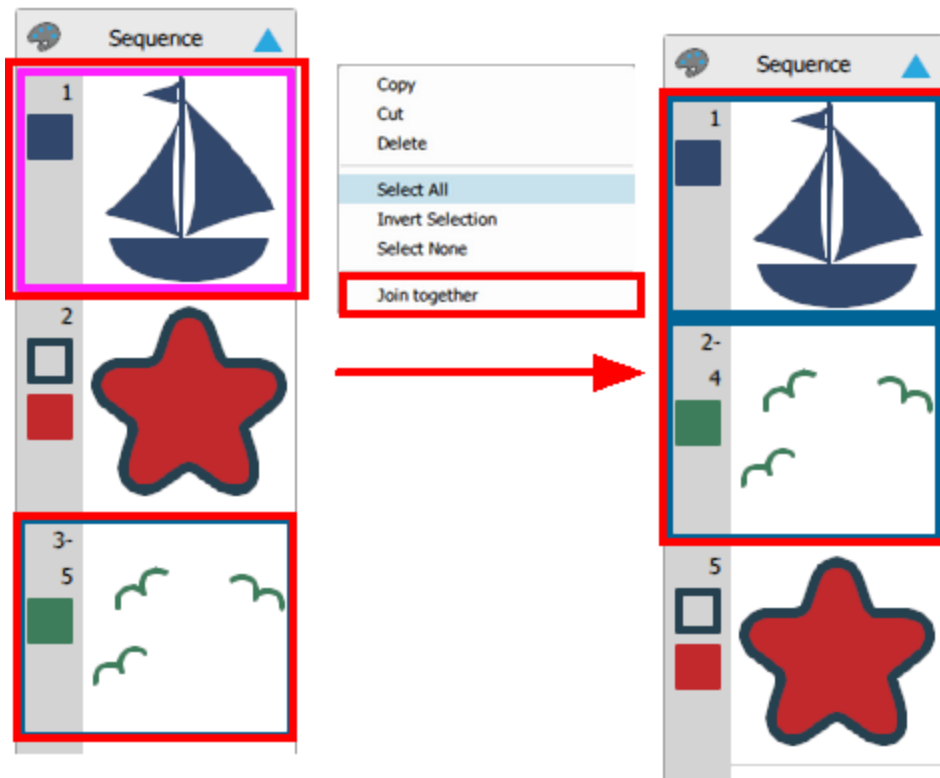 Sequence
1
2
3-
5
Copy
Cut
Delete
Select All
Invert Selection
Select None
Join together
Sequence
1
2-
4
5